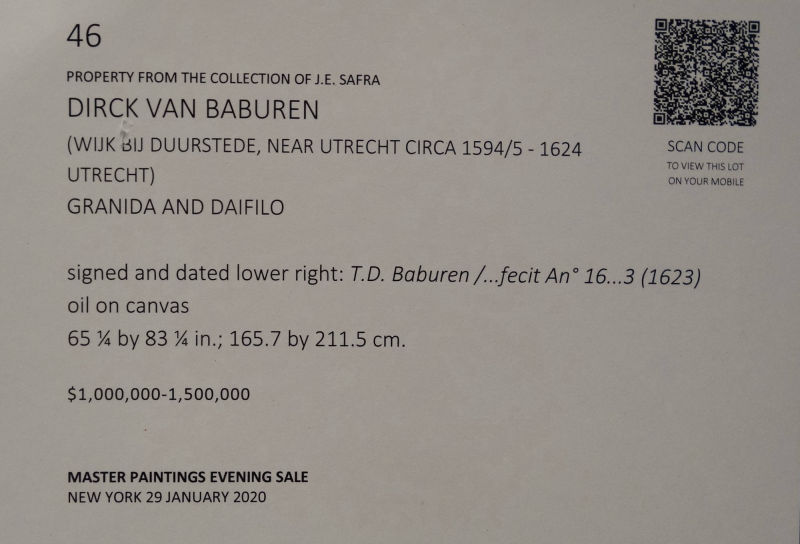 46
PROPERTY FROM THE COLLECTION OF J.E. SAFRA
DIRCK VAN BABUREN
(WIJK BIJ DUURSTEDE, NEAR UTRECHT CIRCA 1594/5 - 1624
UTRECHT)
GRANIDA AND DAIFILO
signed and dated lower right: T.D. Baburen /...fecit An° 16...3 (1623)
oil on canvas
65 ¼ by 83 ¼ in.; 165.7 by 211.5 cm.
$1,000,000-1,500,000
MASTER PAINTINGS EVENING SALE
NEW YORK 29 JANUARY 2020
SCAN CODE
TO VIEW THIS LOT
ON YOUR MOBILE